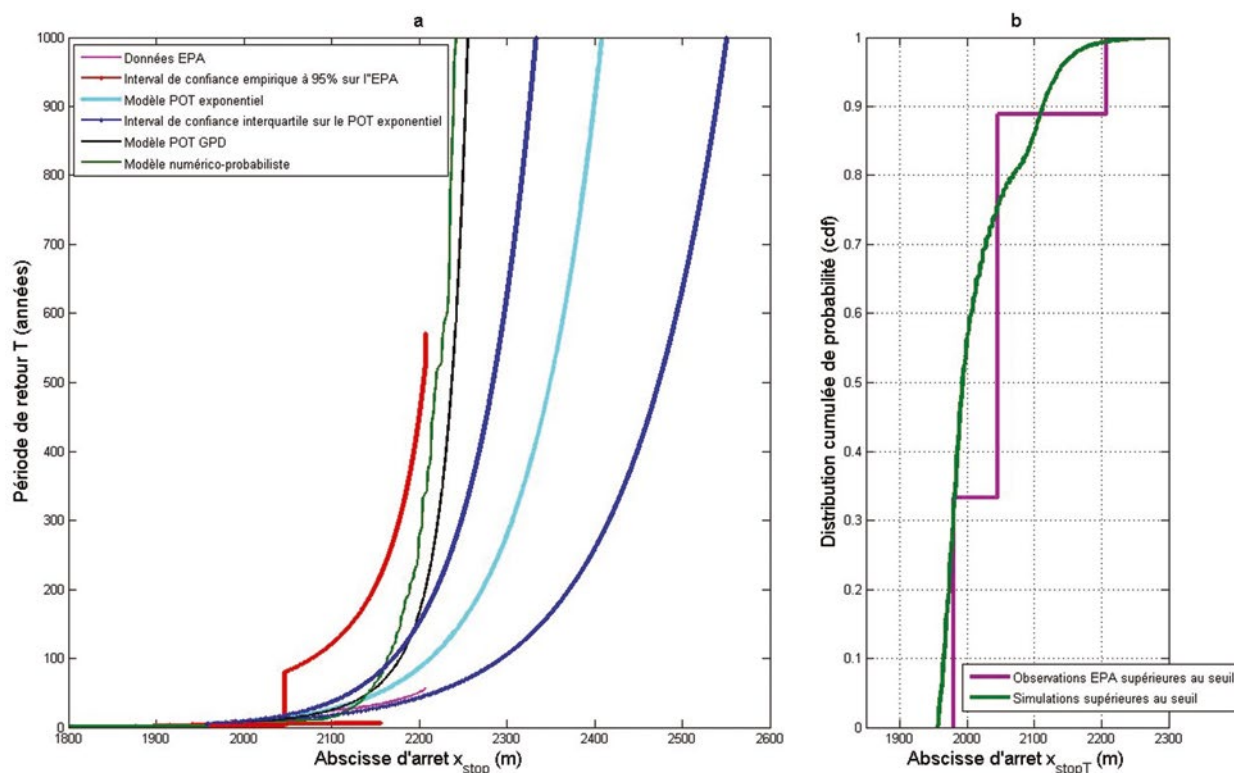 a
1000
900
800
700
600
500
400
300
200
100
0
Période de retour T (années)
Données EPA
Interval de confiance empirique à 95% sur l"EPA
Modèle POT exponentiel
Interval de confiance interquartile sur le POT exponentiel
Modèle POT GPD
Modèle numérico-probabiliste
1800 1900 2000 2100 2200 2300 2400 2500 2600
Abscisse d'arret x_stop (m)
b
1
0.9
0.8
0.7
0.6
0.5
0.4
0.3
0.2
0.1
0
Distribution cumulée de probabilité (cdf)
Observations EPA supérieures au seuil
Simulations supérieures au seuil
1900 2000 2100 2200 2300
Abscisse d'arret x_stopT (m)